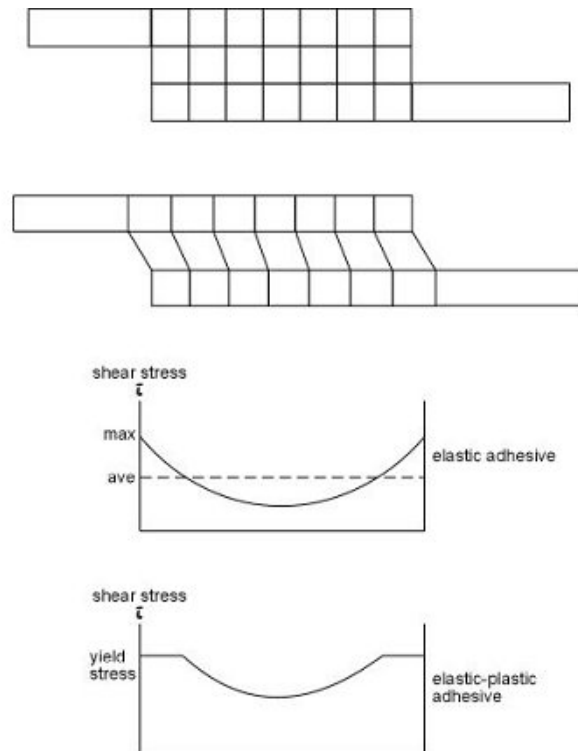 shear stress
τ
max
ave
elastic adhesive
shear stress
τ
yield
stress
elastic-plastic
adhesive